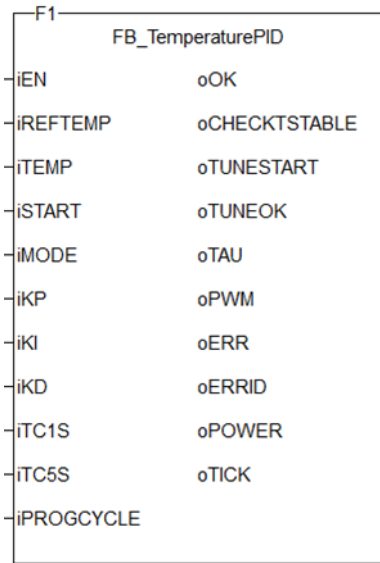 F1
FB_TemperaturePID
iEN oOK
iREFTEMP oCHECKTSTABLE
iTEMP oTUNESTART
iSTART oTUNEOK
iMODE oTAU
iKP oPWM
iKI oERR
iKD oERRID
iTC1S oPOWER
iTC5S oTICK
iPROGCYCLE